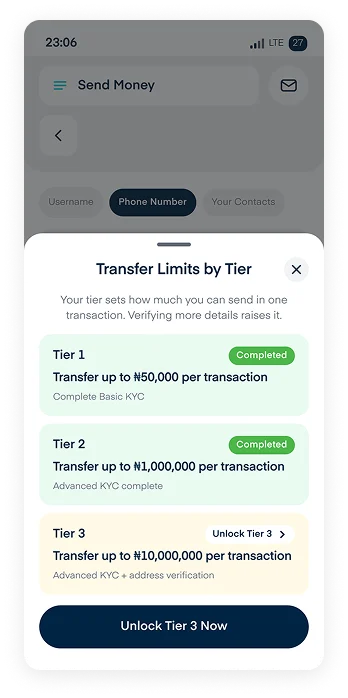 23:06
LTE 27
Send Money
Username
Phone Number
Your Contacts
Transfer Limits by Tier
Your tier sets how much you can send in one
transaction. Verifying more details raises it.
Tier 1
Completed
Transfer up to ₦50,000 per transaction
Complete Basic KYC
Tier 2
Completed
Transfer up to ₦1,000,000 per transaction
Advanced KYC complete
Tier 3
Unlock Tier 3
Transfer up to ₦10,000,000 per transaction
Advanced KYC + address verification
Unlock Tier 3 Now